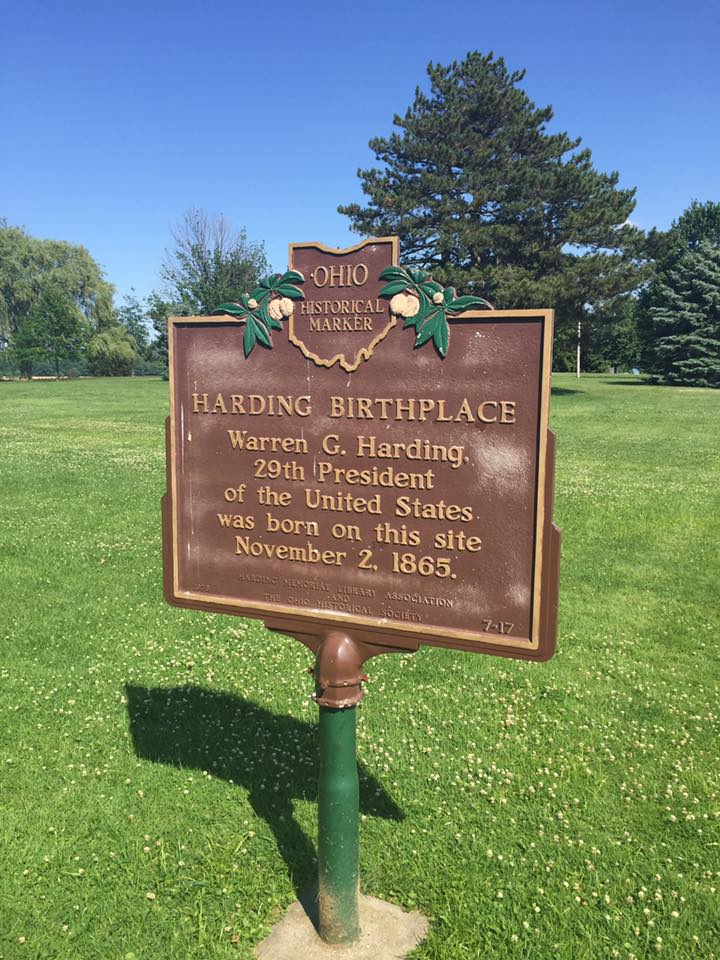 ·OHIO
HISTORICAL
MARKER
HARDING BIRTHPLACE
Warren G. Harding,
29th President
of the United States
was born on this site
November 2, 1865.
HARDING MEMORIAL LIBRARY ASSOCIATION
AND
THE OHIO HISTORICAL SOCIETY
7-17